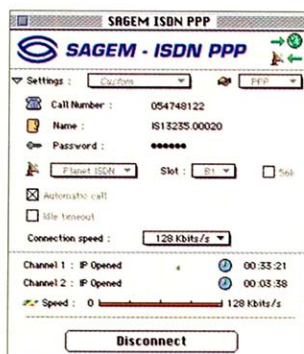 SAGEM ISDN PPP
SAGEM - ISDN PPP
Settings : Custom PPP
Call Number : 054748122
Name : IS13235.00020
Password : ••••••
Planet ISDN Slot : B1 56k
Automatic call
Idle timeout
Connection speed : 128 Kbits/s
Channel 1 : IP Opened 00:33:21
Channel 2 : IP Opened 00:03:38
Speed : 0 128 Kbits/s
Disconnect